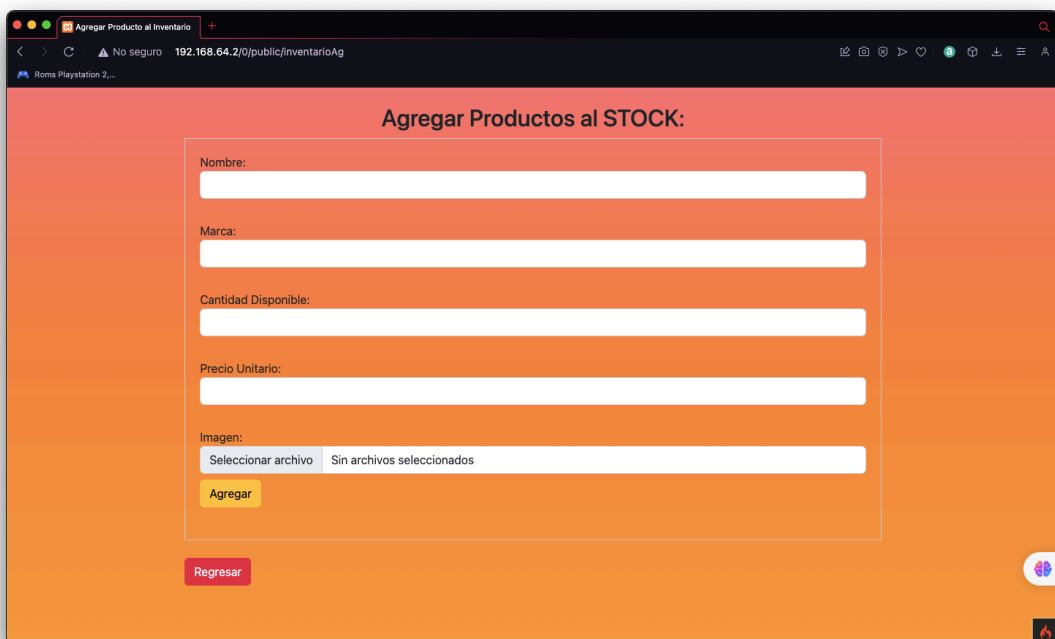 Agregar Producto al Inventario
No seguro 192.168.64.2/0/public/inventarioAg
Roms Playstation 2,...
Agregar Productos al STOCK:
Nombre:
Marca:
Cantidad Disponible:
Precio Unitario:
Imagen:
Seleccionar archivo Sin archivos seleccionados
Agregar
Regresar